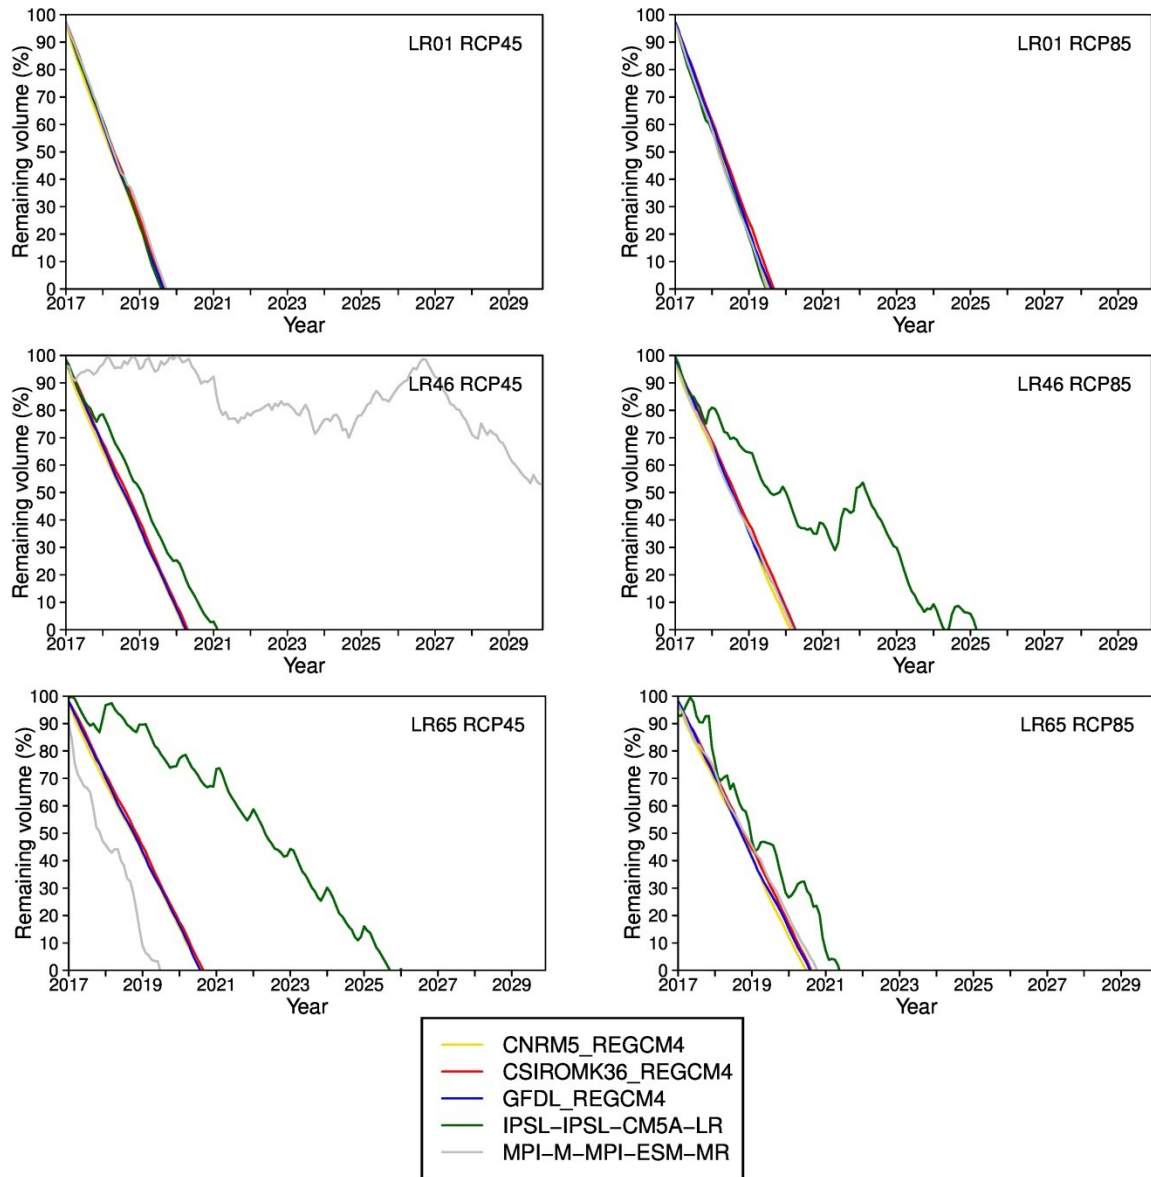 LR01 RCP45
Remaining volume (%)
100
90
80
70
60
50
40
30
20
10
0
2017 2019 2021 2023 2025 2027 2029
Year
LR01 RCP85
Remaining volume (%)
100
90
80
70
60
50
40
30
20
10
0
2017 2019 2021 2023 2025 2027 2029
Year
LR46 RCP45
Remaining volume (%)
100
90
80
70
60
50
40
30
20
10
0
2017 2019 2021 2023 2025 2027 2029
Year
LR46 RCP85
Remaining volume (%)
100
90
80
70
60
50
40
30
20
10
0
2017 2019 2021 2023 2025 2027 2029
Year
LR65 RCP45
Remaining volume (%)
100
90
80
70
60
50
40
30
20
10
0
2017 2019 2021 2023 2025 2027 2029
Year
LR65 RCP85
Remaining volume (%)
100
90
80
70
60
50
40
30
20
10
0
2017 2019 2021 2023 2025 2027 2029
Year
CNRM5_REGCM4
CSIROMK36_REGCM4
GFDL_REGCM4
IPSL−IPSL−CM5A−LR
MPI−M−MPI−ESM−MR